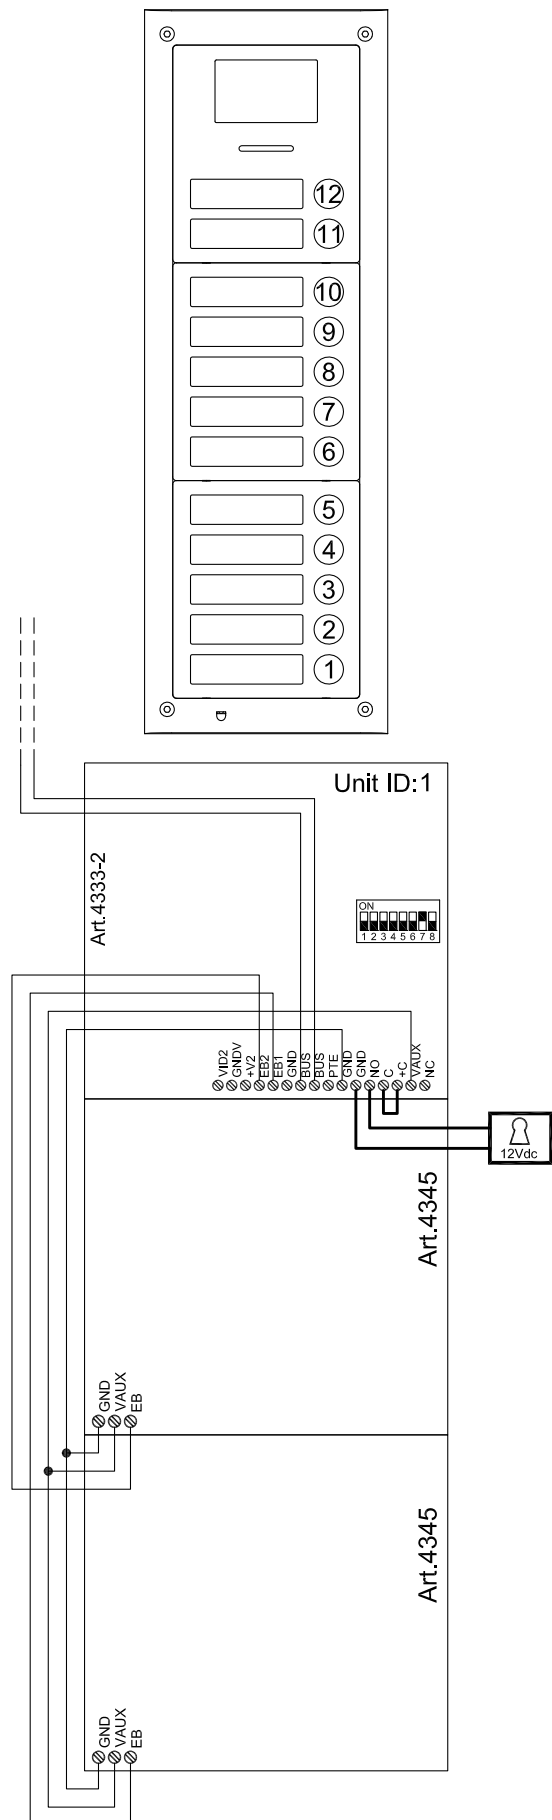 12
11
10
9
8
7
6
5
4
3
2
1
Unit ID:1
Art.4333-2
ON
1 2 3 4 5 6 7 8
VID2
GNDV
+V2
EB2
EB1
GND
BUS
BUS
PTE
GND
GND
NO
C
+C
VAUX
NC
12Vdc
Art.4345
GND
VAUX
EB
Art.4345
GND
VAUX
EB